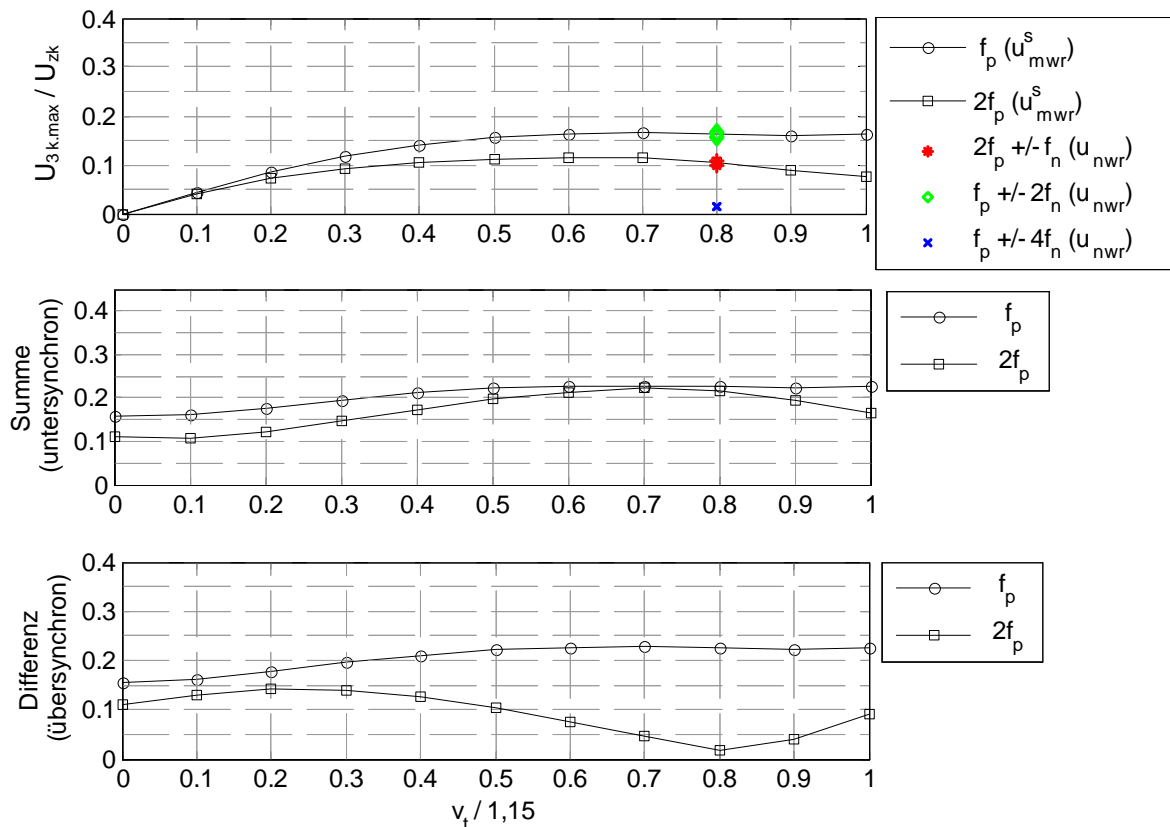 U3k.max / Uzk
0.4
0.3
0.2
0.1
0
0 0.1 0.2 0.3 0.4 0.5 0.6 0.7 0.8 0.9 1
fp (u^s_mwr)
2fp (u^s_mwr)
2fp +/- fn (u_nwr)
fp +/- 2fn (u_nwr)
fp +/- 4fn (u_nwr)
Summe
(untersynchron)
0.4
0.3
0.2
0.1
0
0 0.1 0.2 0.3 0.4 0.5 0.6 0.7 0.8 0.9 1
fp
2fp
Differenz
(übersynchron)
0.4
0.3
0.2
0.1
0
0 0.1 0.2 0.3 0.4 0.5 0.6 0.7 0.8 0.9 1
vt / 1,15
fp
2fp